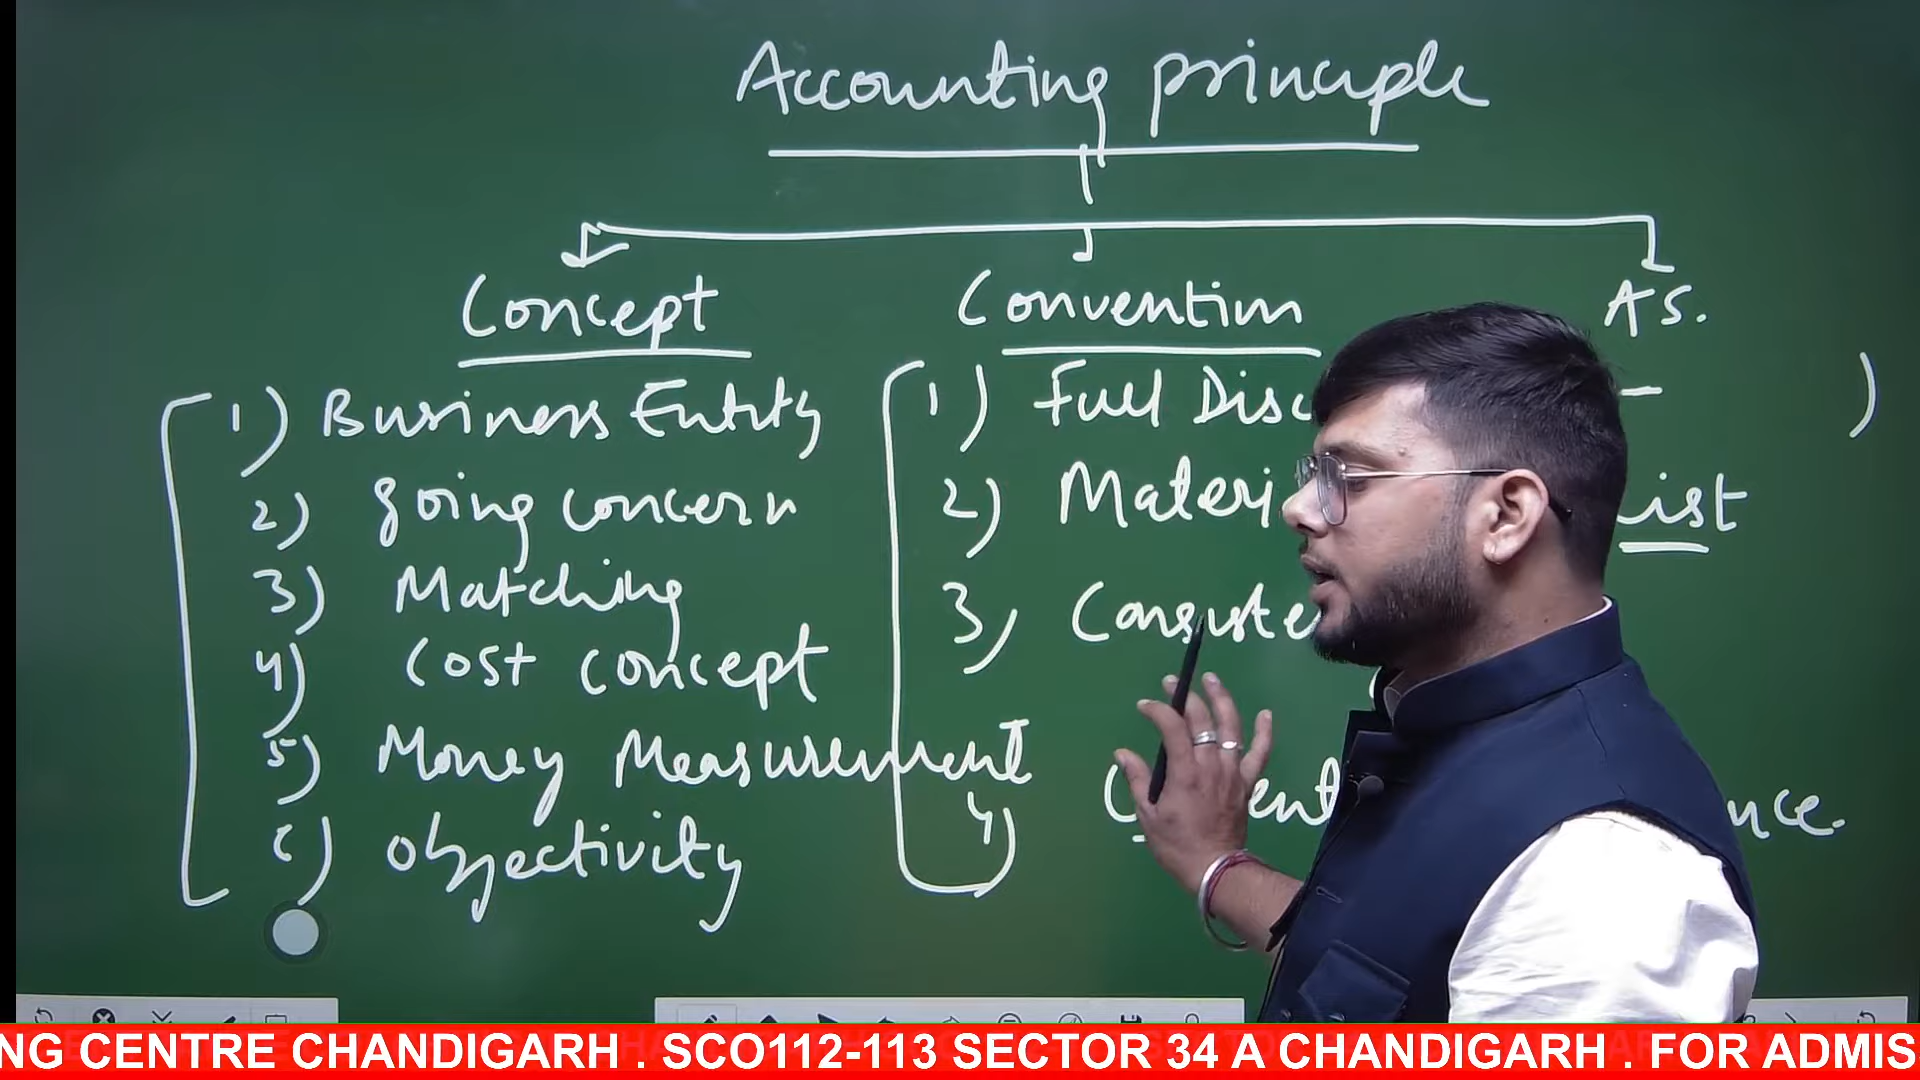 Accounting principle
Concept
1) Business Entity
2) going concern
3) Matching
4) Cost concept
5) Money Measurement
6) objectivity
Convention
1) Full Disc
2) Materi
3) Consiste
4)
AS.
List
NG CENTRE CHANDIGARH . SCO112-113 SECTOR 34 A CHANDIGARH . FOR ADMIS